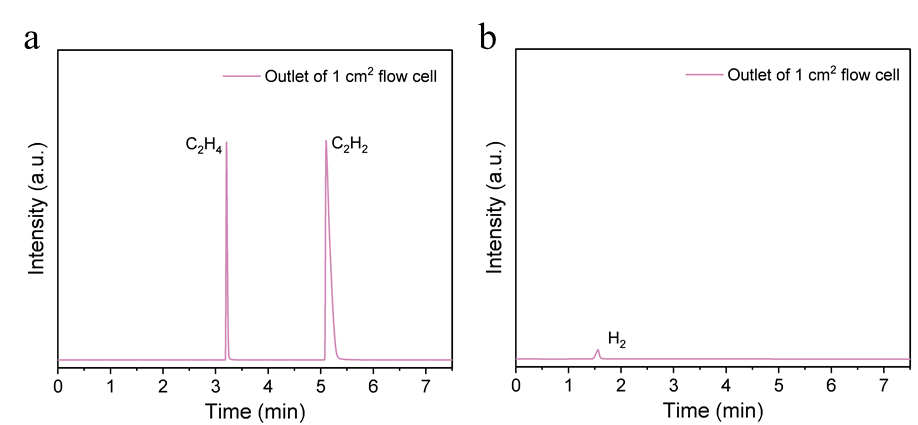 a
Outlet of 1 cm² flow cell
C₂H₄
C₂H₂
Intensity (a.u.)
0 1 2 3 4 5 6 7
Time (min)
b
Outlet of 1 cm² flow cell
H₂
Intensity (a.u.)
0 1 2 3 4 5 6 7
Time (min)